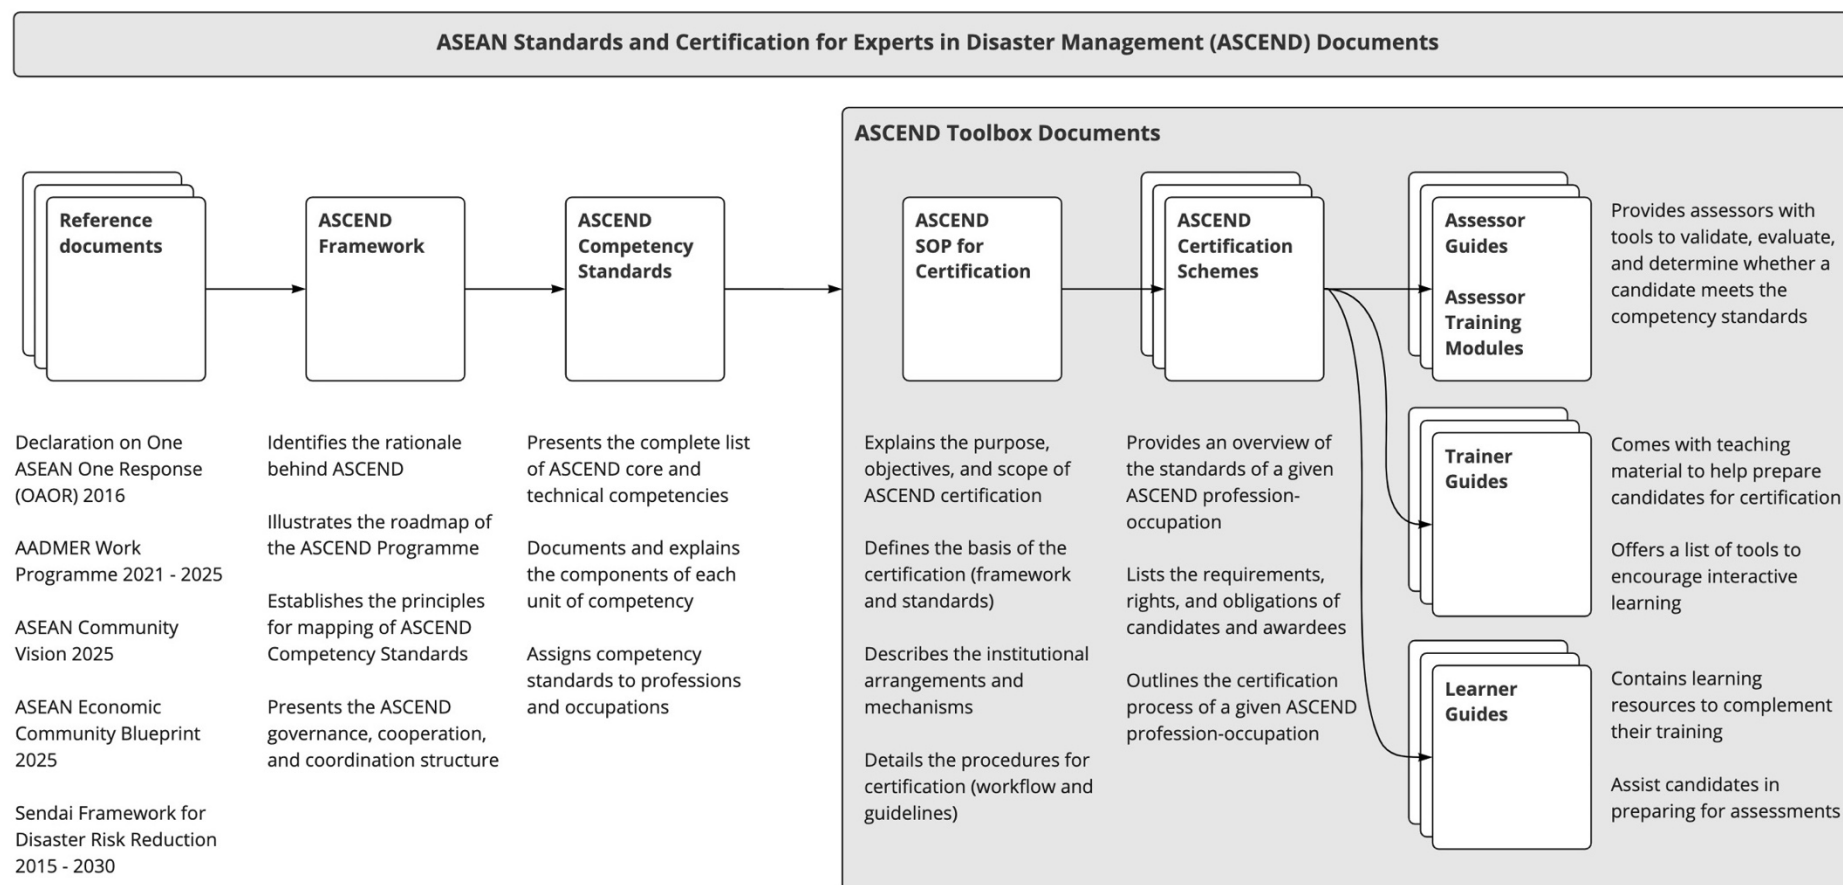 ASEAN Standards and Certification for Experts in Disaster Management (ASCEND) Documents
ASCEND Toolbox Documents
Reference
documents
ASCEND
Framework
ASCEND
Competency
Standards
ASCEND
SOP for
Certification
ASCEND
Certification
Schemes
Assessor
Guides
Assessor
Training
Modules
Provides assessors with
tools to validate, evaluate,
and determine whether a
candidate meets the
competency standards
Declaration on One
ASEAN One Response
(OAOR) 2016
AADMER Work
Programme 2021 - 2025
ASEAN Community
Vision 2025
ASEAN Economic
Community Blueprint
2025
Sendai Framework for
Disaster Risk Reduction
2015 - 2030
Identifies the rationale
behind ASCEND
Illustrates the roadmap of
the ASCEND Programme
Establishes the principles
for mapping of ASCEND
Competency Standards
Presents the ASCEND
governance, cooperation,
and coordination structure
Presents the complete list
of ASCEND core and
technical competencies
Documents and explains
the components of each
unit of competency
Assigns competency
standards to professions
and occupations
Explains the purpose,
objectives, and scope of
ASCEND certification
Defines the basis of the
certification (framework
and standards)
Describes the institutional
arrangements and
mechanisms
Details the procedures for
certification (workflow and
guidelines)
Provides an overview of
the standards of a given
ASCEND profession-
occupation
Lists the requirements,
rights, and obligations of
candidates and awardees
Outlines the certification
process of a given ASCEND
profession-occupation
Trainer
Guides
Comes with teaching
material to help prepare
candidates for certification
Offers a list of tools to
encourage interactive
learning
Learner
Guides
Contains learning
resources to complement
their training
Assist candidates in
preparing for assessments